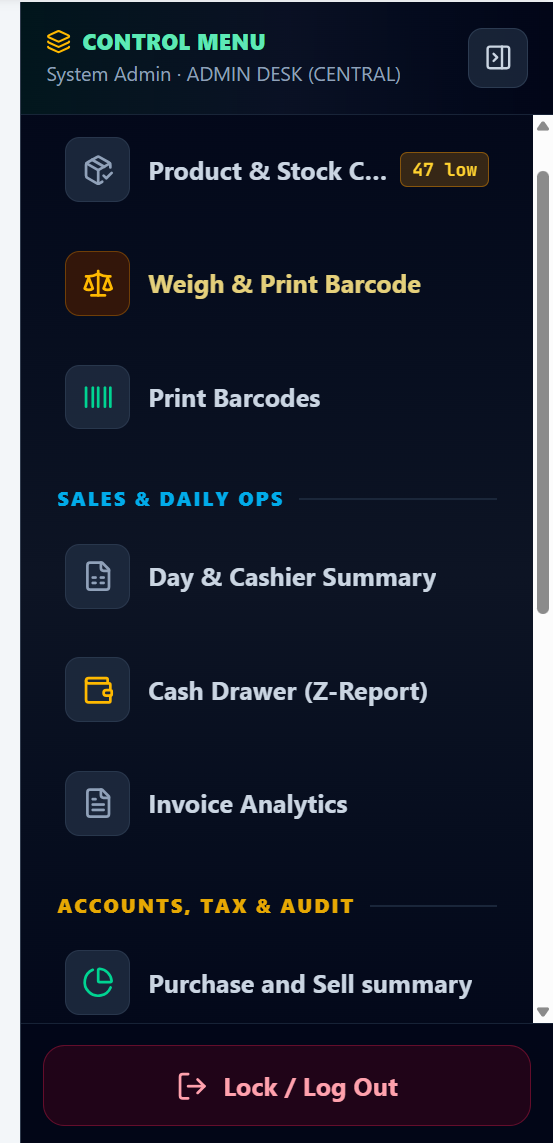 CONTROL MENU
System Admin · ADMIN DESK (CENTRAL)
Product & Stock C... 47 low
Weigh & Print Barcode
Print Barcodes
SALES & DAILY OPS
Day & Cashier Summary
Cash Drawer (Z-Report)
Invoice Analytics
ACCOUNTS, TAX & AUDIT
Purchase and Sell summary
Lock / Log Out